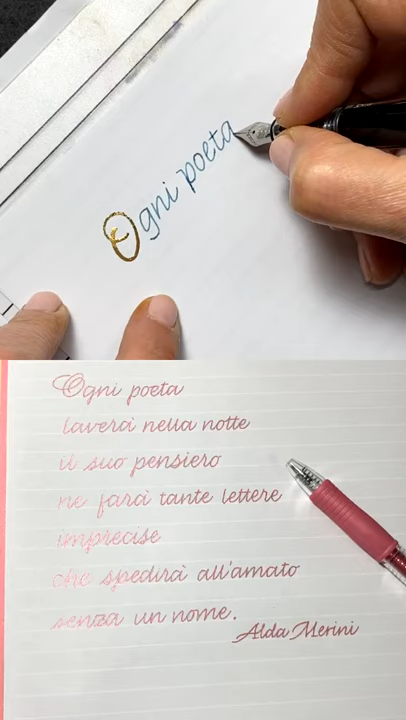 Ogni poeta
Ogni poeta
laverà nella notte
il suo pensiero
ne farà tante lettere
imprecise
che spedirà all'amato
senza un nome.
Alda Merini